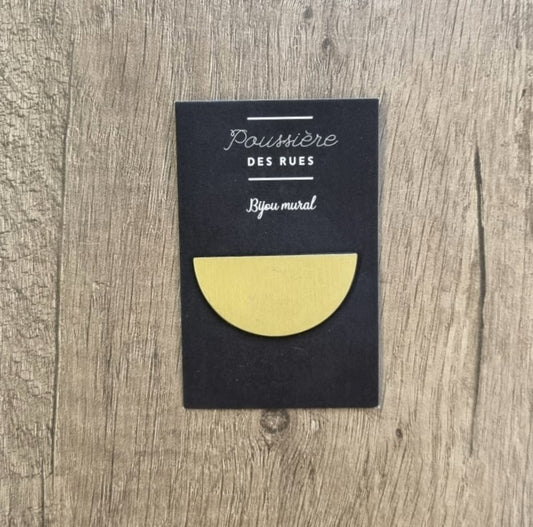 Poussière
DES RUES
Bijou mural